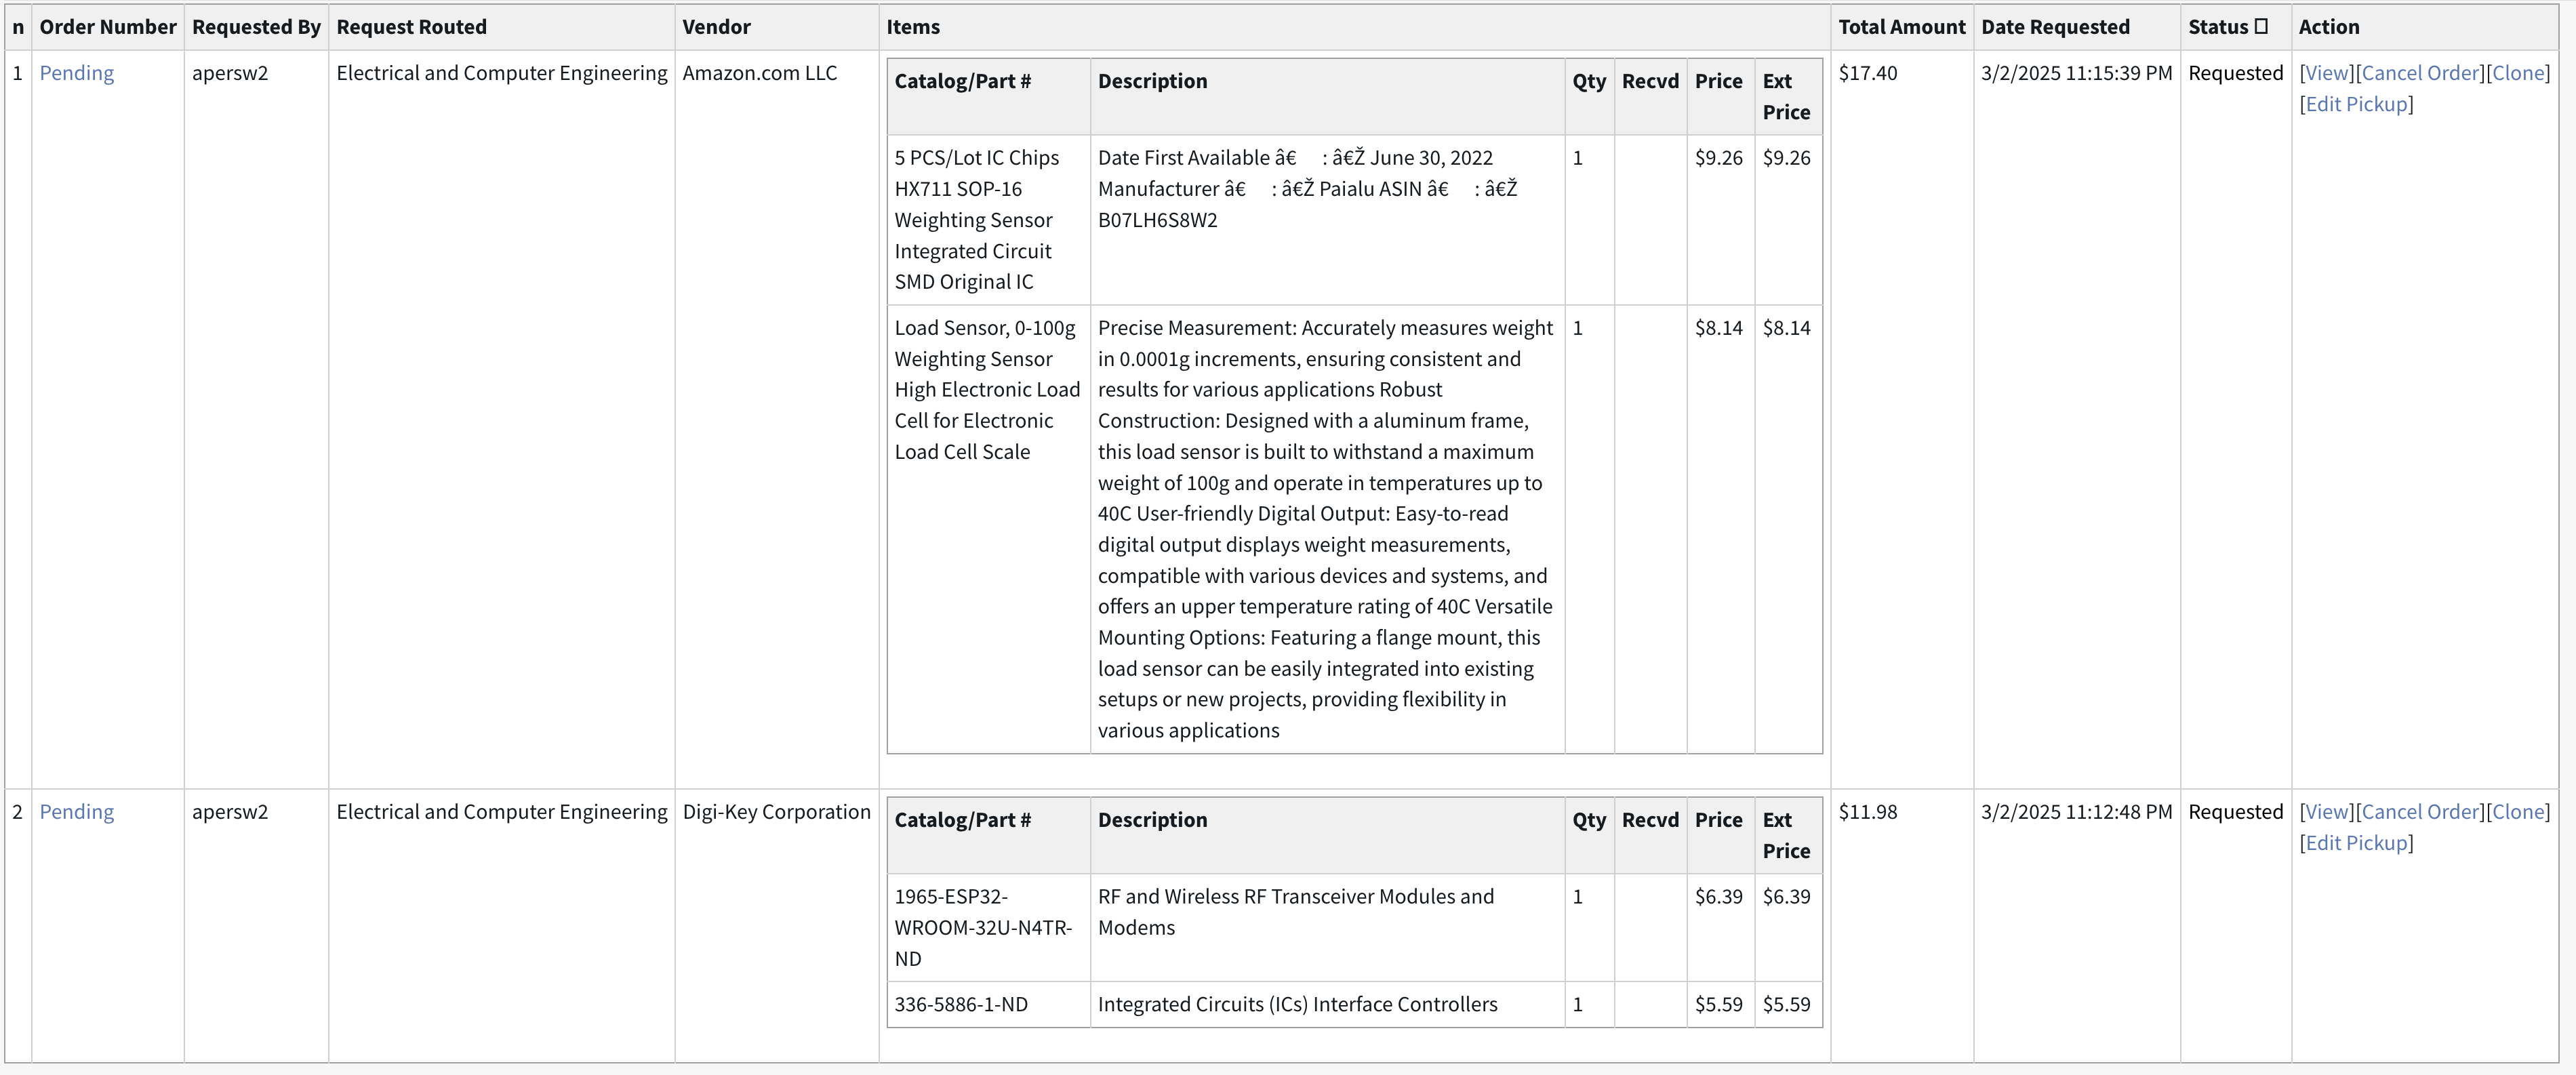 n Order Number Requested By Request Routed Vendor Items Total Amount Date Requested Status Action
1 Pending apersw2 Electrical and Computer Engineering Amazon.com LLC $17.40 3/2/2025 11:15:39 PM Requested [View][Cancel Order][Clone]
[Edit Pickup]
Catalog/Part # Description Qty Recvd Price Ext
Price
5 PCS/Lot IC Chips
HX711 SOP-16
Weighting Sensor
Integrated Circuit
SMD Original IC
Date First Available â€ : â€Ž June 30, 2022
Manufacturer â€ : â€Ž Paialu ASIN â€ : â€Ž
B07LH6S8W2
1 $9.26 $9.26
Load Sensor, 0-100g
Weighting Sensor
High Electronic Load
Cell for Electronic
Load Cell Scale
Precise Measurement: Accurately measures weight
in 0.0001g increments, ensuring consistent and
results for various applications Robust
Construction: Designed with a aluminum frame,
this load sensor is built to withstand a maximum
weight of 100g and operate in temperatures up to
40C User-friendly Digital Output: Easy-to-read
digital output displays weight measurements,
compatible with various devices and systems, and
offers an upper temperature rating of 40C Versatile
Mounting Options: Featuring a flange mount, this
load sensor can be easily integrated into existing
setups or new projects, providing flexibility in
various applications
1 $8.14 $8.14
2 Pending apersw2 Electrical and Computer Engineering Digi-Key Corporation $11.98 3/2/2025 11:12:48 PM Requested [View][Cancel Order][Clone]
[Edit Pickup]
Catalog/Part # Description Qty Recvd Price Ext
Price
1965-ESP32-
WROOM-32U-N4TR-
ND
RF and Wireless RF Transceiver Modules and
Modems
1 $6.39 $6.39
336-5886-1-ND Integrated Circuits (ICs) Interface Controllers 1 $5.59 $5.59